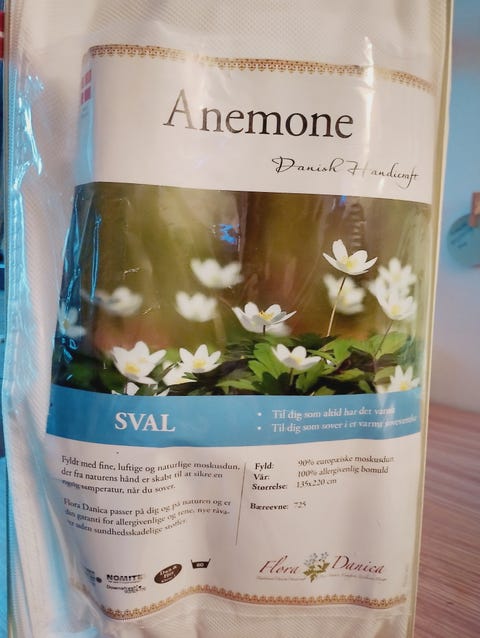 Anemone
Danish Handicraft
SVAL
• Til dig som altid har det varmt
• Til dig som sover i et varmt soveværelse
Fyldt med fine, luftige og naturlige moskusdun,
der fra naturens hånd er skabt til at sikre en
rolig temperatur, når du sover.
Flora Danica passer på dig og på naturen og er
din garanti for allergivenlige og rene, nye råva-
rer uden sundhedsskadelige stoffer.
Fyld: 90% europæiske moskusdun
Vår: 100% allergivenlig bomuld
Størrelse: 135x220 cm
Bæreevne: 725
NOMITE
Downafresh
60
Flora Danica